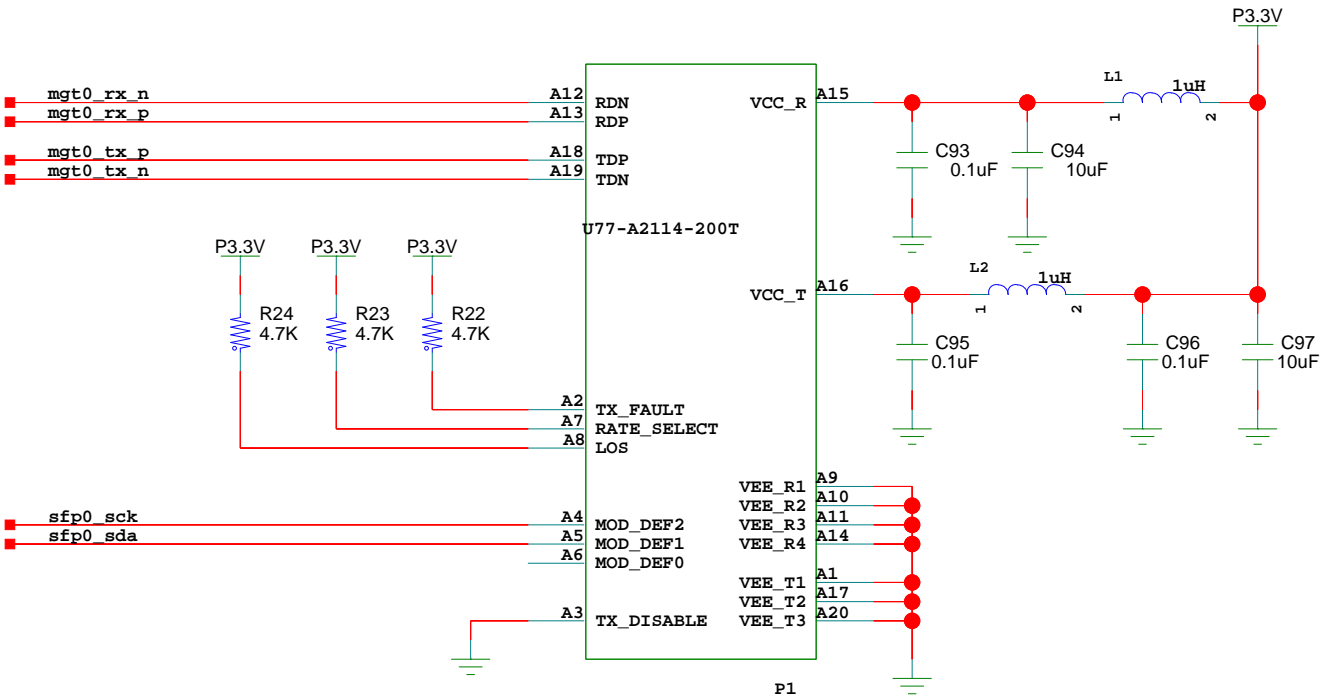 P3.3V
mgt0_rx_n A12 RDN VCC_R A15 L1 1uH 1 2
mgt0_rx_p A13 RDP
mgt0_tx_p A18 TDP
mgt0_tx_n A19 TDN
C93 0.1uF
C94 10uF
U77-A2114-200T
P3.3V P3.3V P3.3V
VCC_T A16 L2 1uH 1 2
R24 4.7K
R23 4.7K
R22 4.7K
C95 0.1uF
C96 0.1uF
C97 10uF
A2 TX_FAULT
A7 RATE_SELECT
A8 LOS
VEE_R1 A9
VEE_R2 A10
VEE_R3 A11
VEE_R4 A14
sfp0_sck A4 MOD_DEF2
sfp0_sda A5 MOD_DEF1
A6 MOD_DEF0
VEE_T1 A1
VEE_T2 A17
VEE_T3 A20
A3 TX_DISABLE
P1